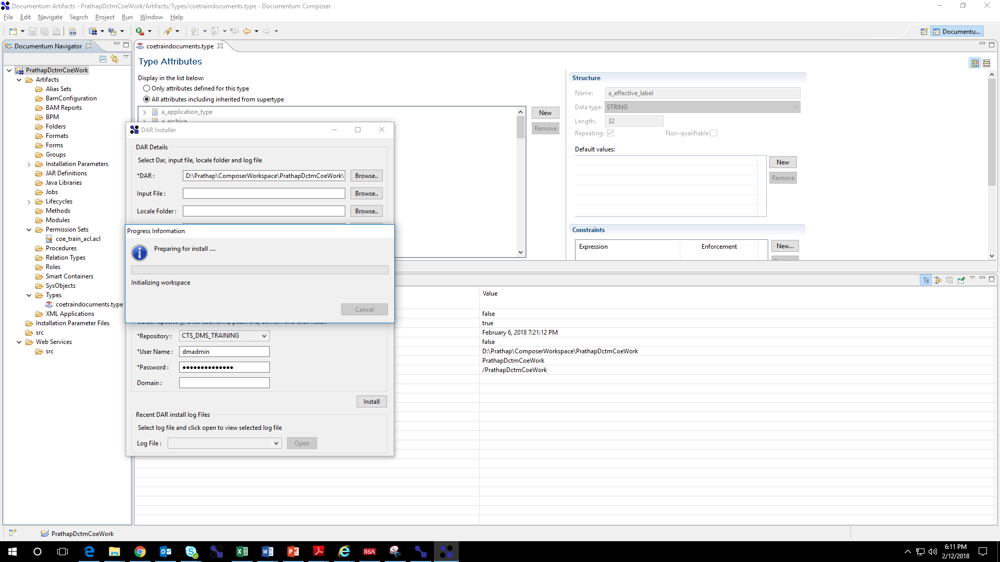 Documentum Artifacts - PrathapDctmCoeWork/Artifacts/Types/coetraindocuments.type - Documentum Composer
File Edit Navigate Search Project Run Window Help
Documentu...
Documentum Navigator
PrathapDctmCoeWork
Artifacts
Alias Sets
BamConfiguration
BAM Reports
BPM
Folders
Formats
Forms
Groups
Installation Parameters
JAR Definitions
Java Libraries
Jobs
Lifecycles
Methods
Modules
Permission Sets
coe_train_acl.acl
Procedures
Relation Types
Roles
Smart Containers
SysObjects
Types
coetraindocuments.type
XML Applications
Installation Parameter Files
src
Web Services
src
coetraindocuments.type
Type Attributes
Display in the list below:
Only attributes defined for this type
All attributes including inherited from supertype
a_application_type
a_archive
New
Remove
Structure
Name: a_effective_label
Data type: STRING
Length: 32
Repeating:
Non-qualifiable:
Default values:
New
Remove
Constraints
Expression Enforcement
New...
DAR Installer
DAR Details
Select Dar, input file, locale folder and log file
*DAR : D:\Prathap\ComposerWorkspace\PrathapDctmCoeWork\ Browse..
Input File : Browse..
Locale Folder : Browse..
Progress Information
Preparing for install ....
Initializing workspace
Cancel
*Repository : CTS_DMS_TRAINING
*User Name : dmadmin
*Password : ●●●●●●●●●●●●●●
Domain :
Install
Recent DAR install log Files
Select log file and click open to view selected log file
Log File : Open
Value
false
true
February 6, 2018 7:21:12 PM
false
D:\Prathap\ComposerWorkspace\PrathapDctmCoeWork
PrathapDctmCoeWork
/PrathapDctmCoeWork
PrathapDctmCoeWork
RSA
6:11 PM
2/12/2018